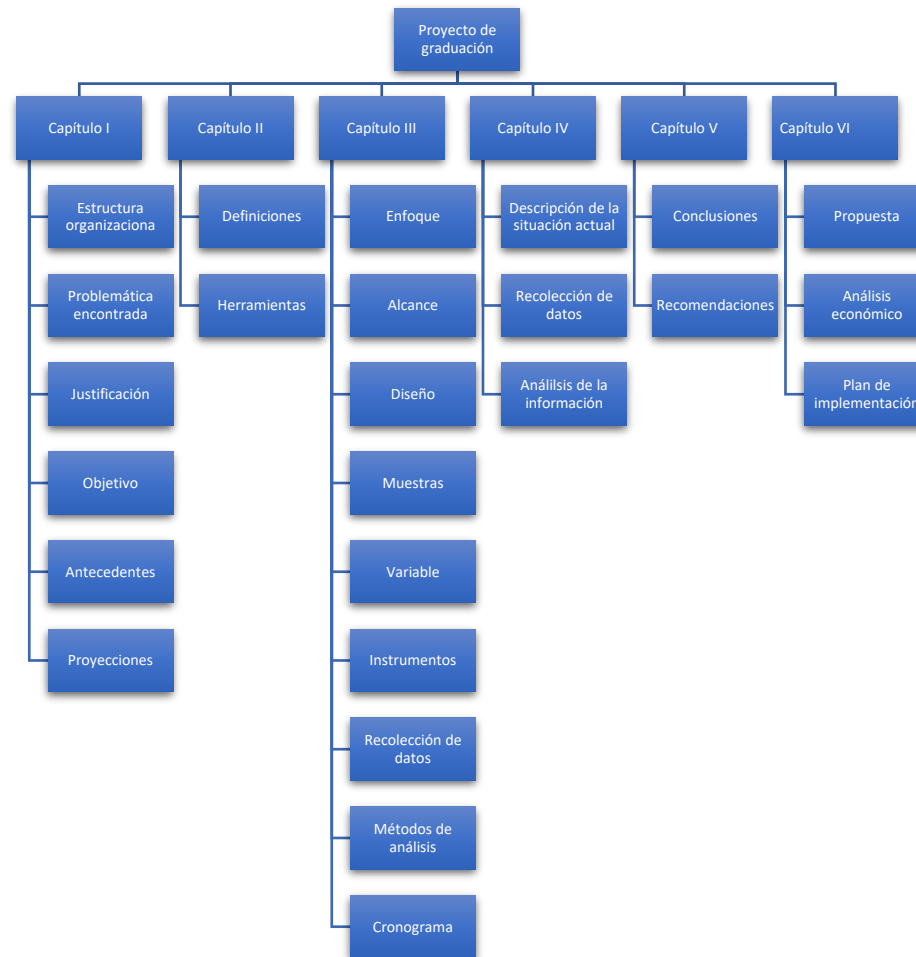 Proyecto de
graduación
Capítulo I
Capítulo II
Capítulo III
Capítulo IV
Capítulo V
Capítulo VI
Estructura
organizaciona
Problemática
encontrada
Justificación
Objetivo
Antecedentes
Proyecciones
Definiciones
Herramientas
Enfoque
Alcance
Diseño
Muestras
Variable
Instrumentos
Recolección de
datos
Métodos de
análisis
Cronograma
Descripción de la
situación actual
Recolección de
datos
Análilsis de la
información
Conclusiones
Recomendaciones
Propuesta
Análisis
económico
Plan de
implementación